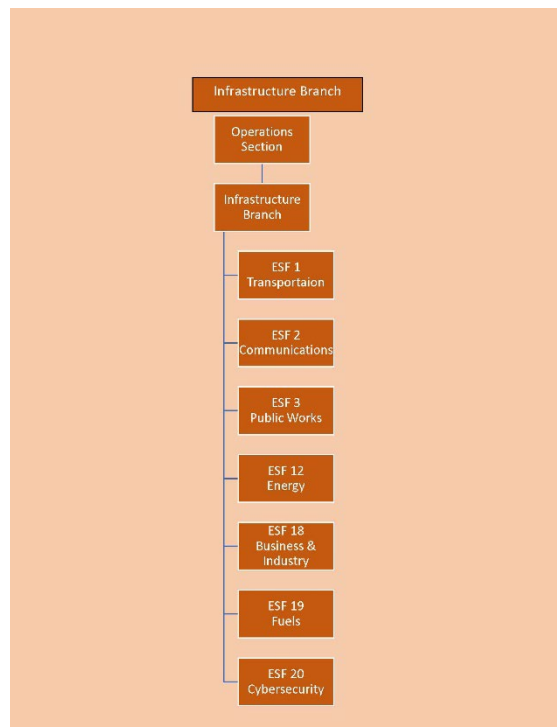 Infrastructure Branch
Operations
Section
Infrastructure
Branch
ESF 1
Transportaion
ESF 2
Communications
ESF 3
Public Works
ESF 12
Energy
ESF 18
Business &
Industry
ESF 19
Fuels
ESF 20
Cybersecurity